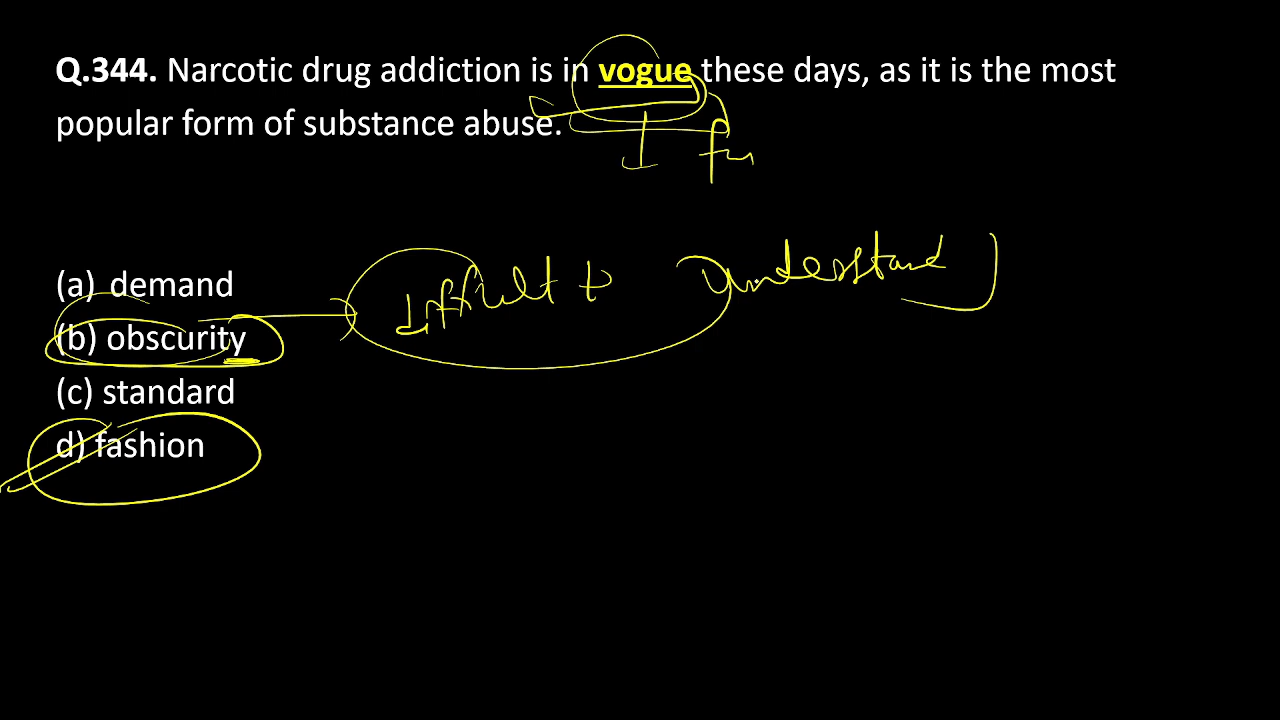 Q.344. Narcotic drug addiction is in vogue these days, as it is the most
popular form of substance abuse.
(a) demand
difficult to understand
(b) obscurity
(c) standard
d) fashion